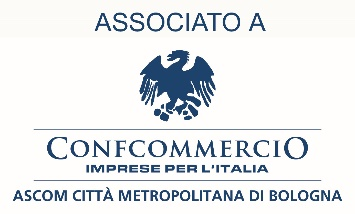 ASSOCIATO A
CONFCOMMERCIO
IMPRESE PER L'ITALIA
ASCOM CITTÀ METROPOLITANA DI BOLOGNA